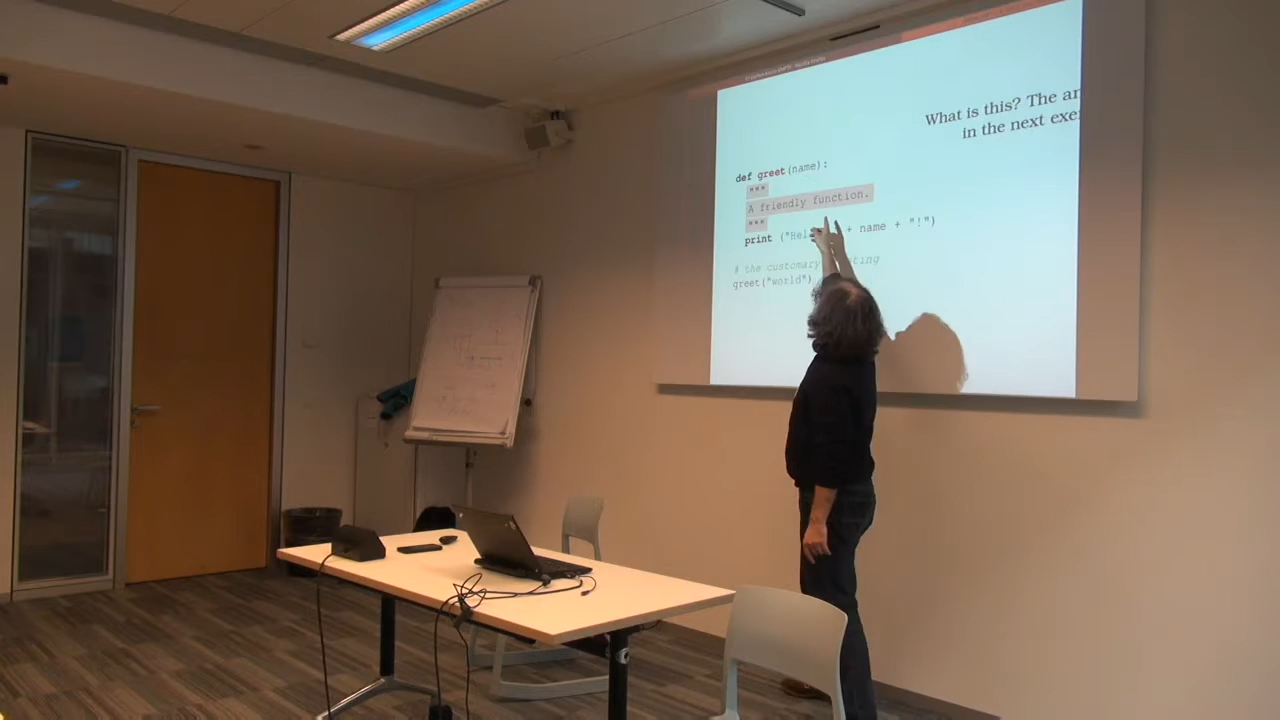 What is this? The an
in the next exe
def greet(name):
"""
A friendly function.
"""
print ("Hel + name + "!")
# the customary eting
greet("world")